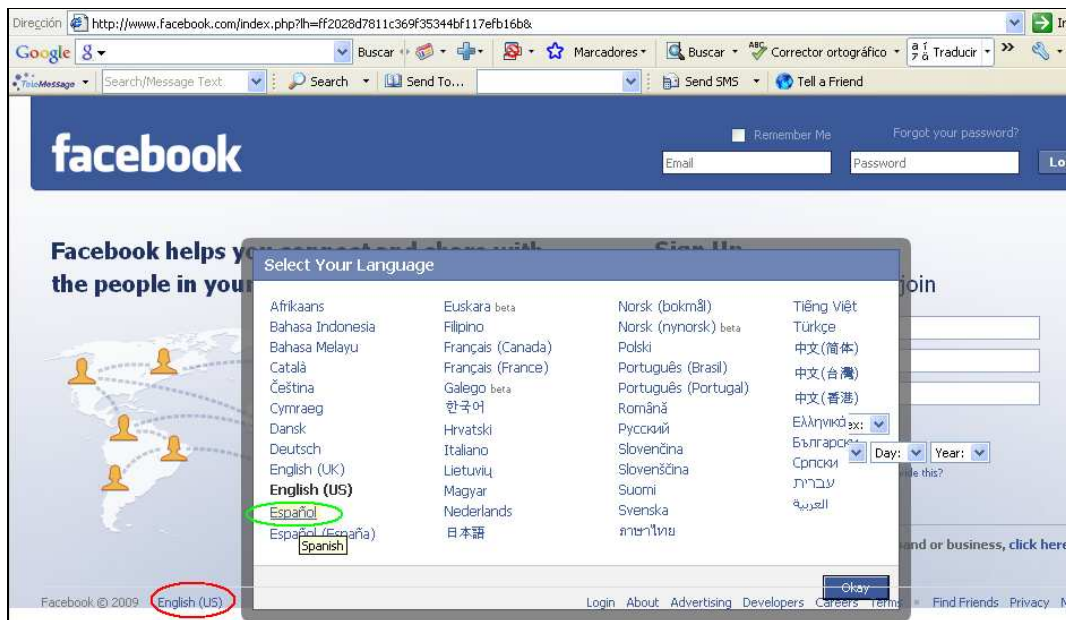 Dirección http://www.facebook.com/index.php?lh=ff2028d7811c369f35344bf117efb16b&
Google Buscar Marcadores Buscar Corrector ortográfico Traducir
TeleMessage Search/Message Text Search Send To... Send SMS Tell a Friend
facebook
Remember Me Forgot your password?
Email Password
Facebook helps
the people in your
Sign Up
join
Select Your Language
Afrikaans
Bahasa Indonesia
Bahasa Melayu
Català
Čeština
Cymraeg
Dansk
Deutsch
English (UK)
English (US)
Español
Español (España)
Spanish
Euskara beta
Filipino
Français (Canada)
Français (France)
Galego beta
한국어
Hrvatski
Italiano
Lietuvių
Magyar
Nederlands
日本語
Norsk (bokmål)
Norsk (nynorsk) beta
Polski
Português (Brasil)
Português (Portugal)
Română
Русский
Slovenčina
Slovenščina
Suomi
Svenska
ภาษาไทย
Tiếng Việt
Türkçe
中文(简体)
中文(台灣)
中文(香港)
Ελληνικά
Български
Српски
עברית
العربية
Day: Year:
this?
or business, click here
Okay
Facebook © 2009 English (US)
Login About Advertising Developers Careers Terms Find Friends Privacy